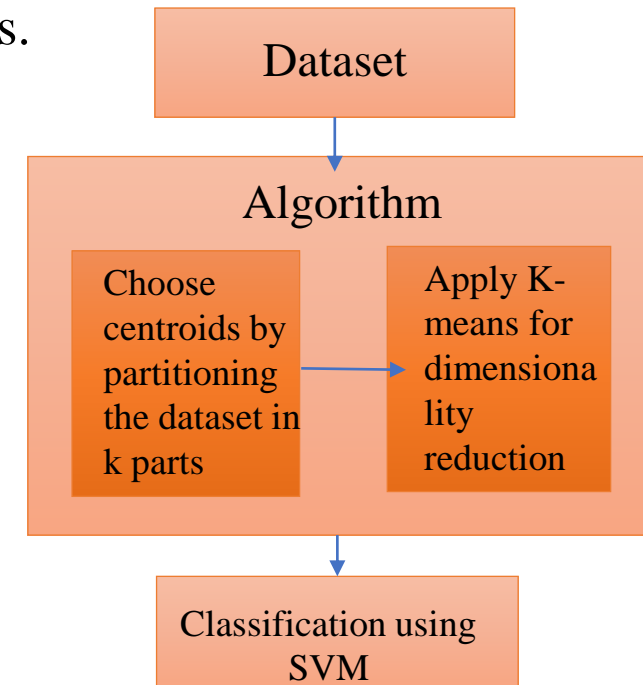 s.
Dataset
Algorithm
Choose
centroids by
partitioning
the dataset in
k parts
Apply K-
means for
dimensiona
lity
reduction
Classification using
SVM